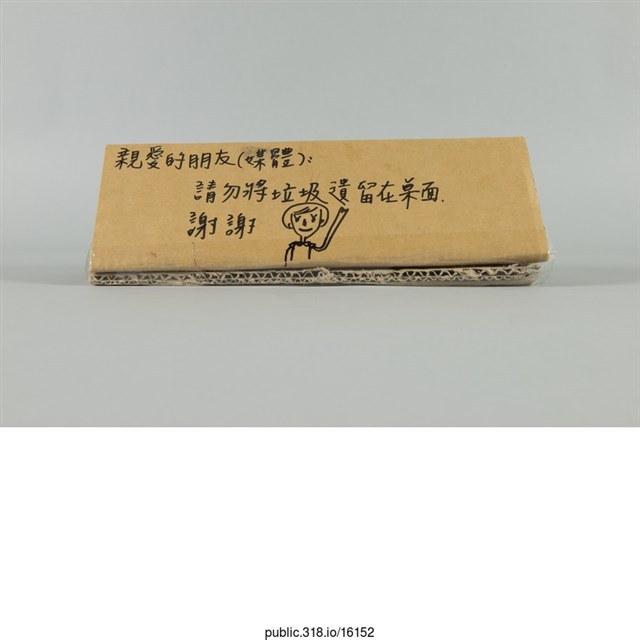 親愛的朋友(媒體):
請勿將垃圾遺留在桌面.
謝謝
public.318.io/16152